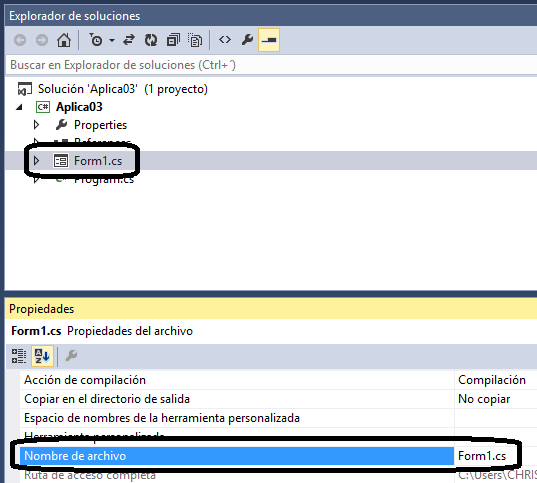 Explorador de soluciones
Buscar en Explorador de soluciones (Ctrl+´)
Solución 'Aplica03' (1 proyecto)
C# Aplica03
Properties
References
Form1.cs
C# Program.cs
Propiedades
Form1.cs Propiedades del archivo
Acción de compilación Compilación
Copiar en el directorio de salida No copiar
Espacio de nombres de la herramienta personalizada
Herramienta personalizada
Nombre de archivo Form1.cs
Ruta de acceso completa C:\Users\CHRIS